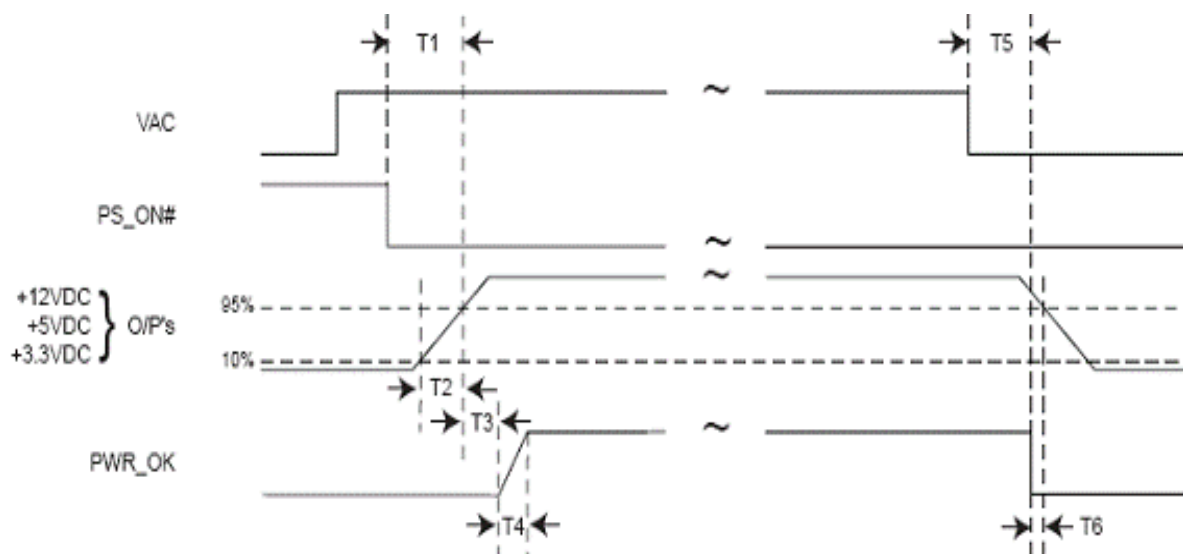 T1
T5
VAC
~
PS_ON#
~
+12VDC
+5VDC
+3.3VDC
} O/P's
95%
10%
~
T2
T3
PWR_OK
~
T4
T6